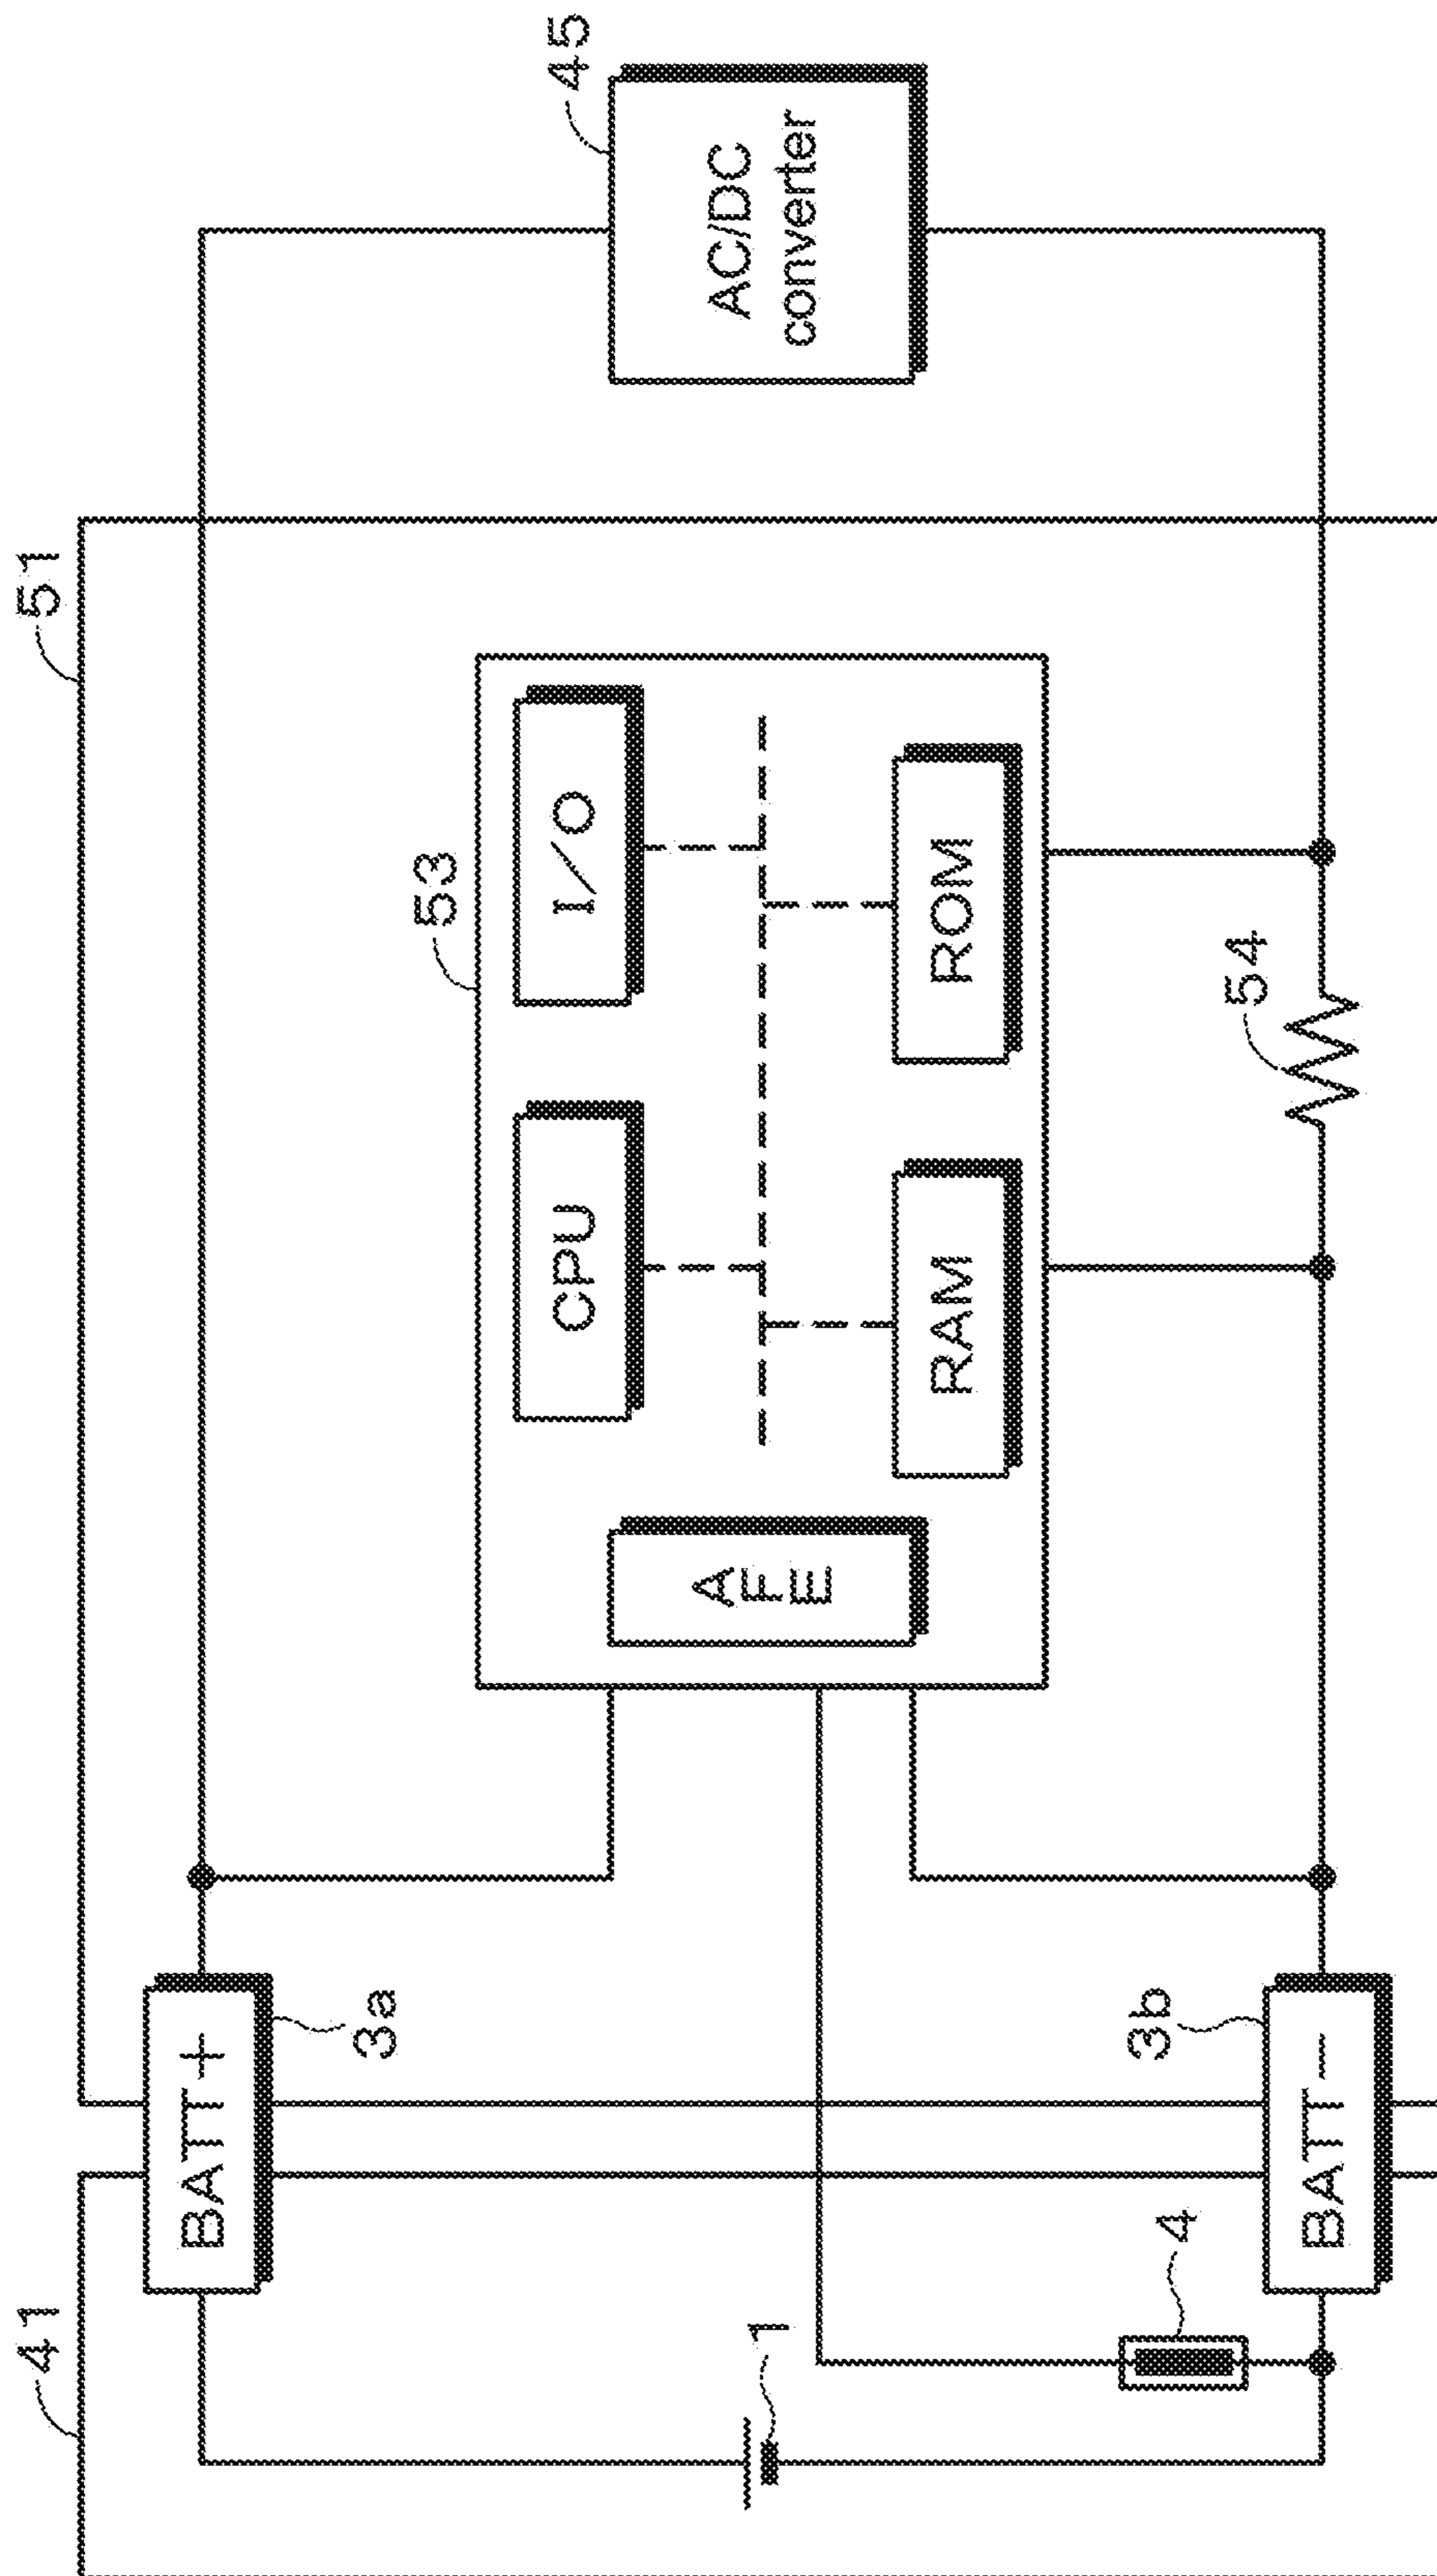 41
51
45
BATT+
3a
53
CPU
I/O
AFE
AC/DC
converter
1
RAM
ROM
4
3b
54
BATT−